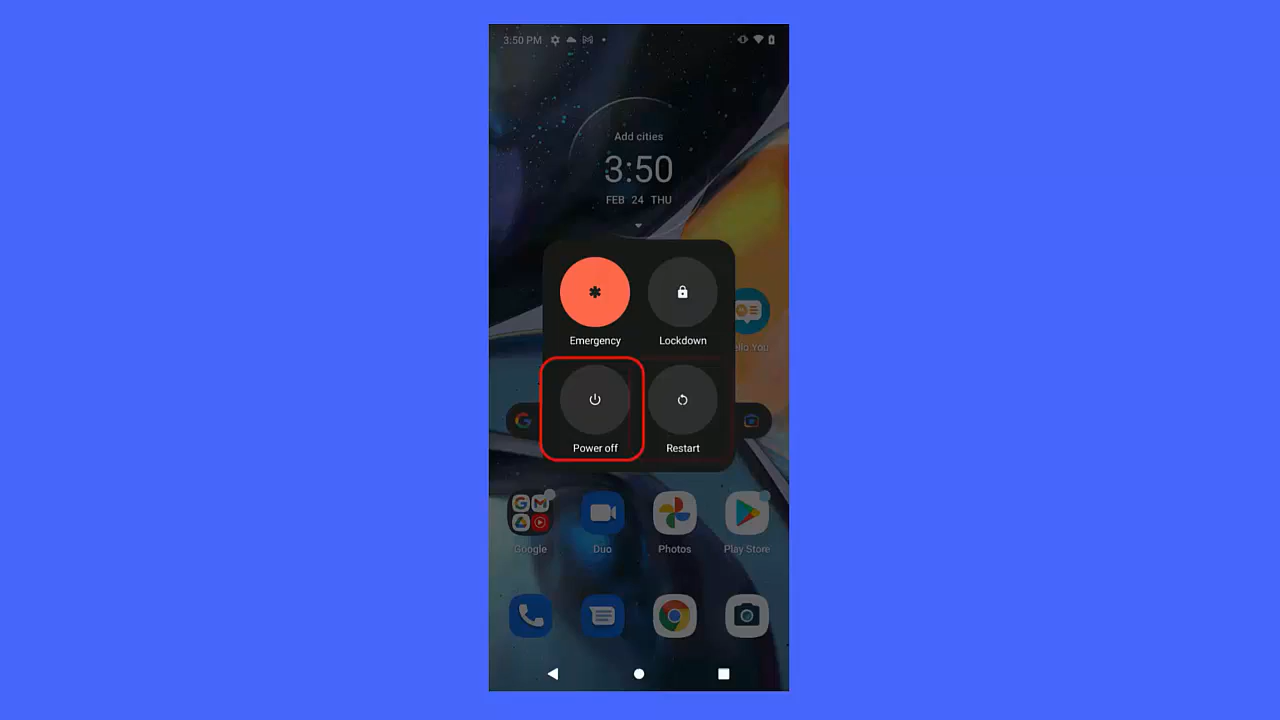 3:50 PM
Add cities
3:50
FEB 24 THU
Emergency
Lockdown
Power off
Restart
Google
Duo
Photos
Play Store